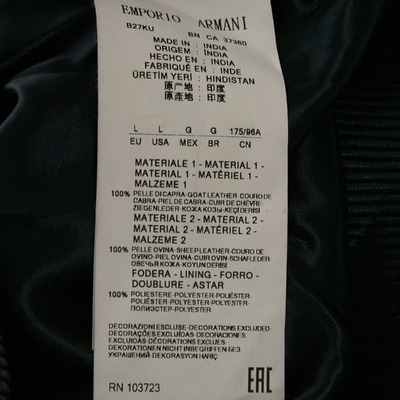 EMPORIO ARMANI
B27KU BN CA 37360
MADE IN : INDIA
ORIGEM : ÍNDIA
HECHO EN : INDIA
FABRIQUÉ EN : INDE
ÜRETİM YERİ : HINDISTAN
原产地 : 印度
原產地 : 印度
L L G G 175/96A
EU USA MEX BR CN
MATERIALE 1 - MATERIAL 1 -
MATERIAL 1 - MATÉRIEL 1 -
MALZEME 1
100% PELLE DI CAPRA-GOAT LEATHER-COURO DE
CABRA-PIEL DE CABRA-CUIR DE CHÈVRE-
ZIEGENLEDER-КОЖА КОЗЫ-KEÇİ DERİSİ
MATERIALE 2 - MATERIAL 2 -
MATERIAL 2 - MATÉRIEL 2 -
MALZEME 2
100% PELLE OVINA-SHEEP LEATHER-COURO DE
OVINO-PIEL OVINA-CUIR OVIN-SCHAFLEDER-
ОВЕЧЬЯ КОЖА-KOYUN DERİSİ
FODERA - LINING - FORRO -
DOUBLURE - ASTAR
100% POLIESTERE-POLYESTER-POLIÉSTER-
POLIÉSTER-POLYESTER-POLYESTER-
ПОЛИЭСТЕР-POLYESTER
DECORAZIONI ESCLUSE-DECORATIONS EXCLUDED-
DECORAÇÕES EXCLUÍDAS-DECORACIONES
EXCLUIDAS-DÉCORATIONS EXCLUES-
DEKORATIONEN NICHT INBEGRIFFEN-БЕЗ
УКРАШЕНИЙ-DEKORASYON HARİÇ
RN 103723
EAC